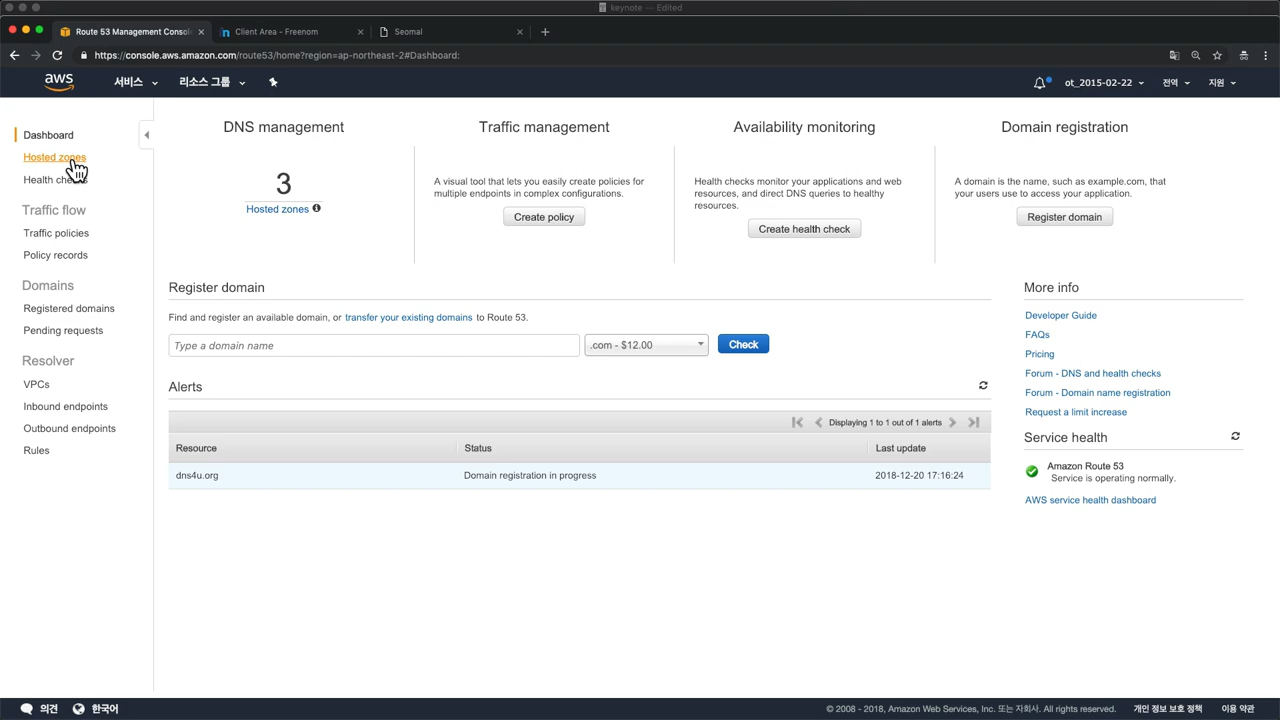 keynote — Edited
Route 53 Management Consol
Client Area - Freenom
Seomal
https://console.aws.amazon.com/route53/home?region=ap-northeast-2#Dashboard:
aws
서비스
리소스 그룹
ot_2015-02-22
전역
지원
Dashboard
Hosted zones
Health checks
Traffic flow
Traffic policies
Policy records
Domains
Registered domains
Pending requests
Resolver
VPCs
Inbound endpoints
Outbound endpoints
Rules
DNS management
3
Hosted zones
Traffic management
A visual tool that lets you easily create policies for
multiple endpoints in complex configurations.
Create policy
Availability monitoring
Health checks monitor your applications and web
resources, and direct DNS queries to healthy
resources.
Create health check
Domain registration
A domain is the name, such as example.com, that
your users use to access your application.
Register domain
Register domain
Find and register an available domain, or transfer your existing domains to Route 53.
Type a domain name
.com - $12.00
Check
Alerts
Displaying 1 to 1 out of 1 alerts
Resource Status Last update
dns4u.org Domain registration in progress 2018-12-20 17:16:24
More info
Developer Guide
FAQs
Pricing
Forum - DNS and health checks
Forum - Domain name registration
Request a limit increase
Service health
Amazon Route 53
Service is operating normally.
AWS service health dashboard
의견
한국어
© 2008 - 2018, Amazon Web Services, Inc. 또는 자회사. All rights reserved.
개인 정보 보호 정책
이용 약관